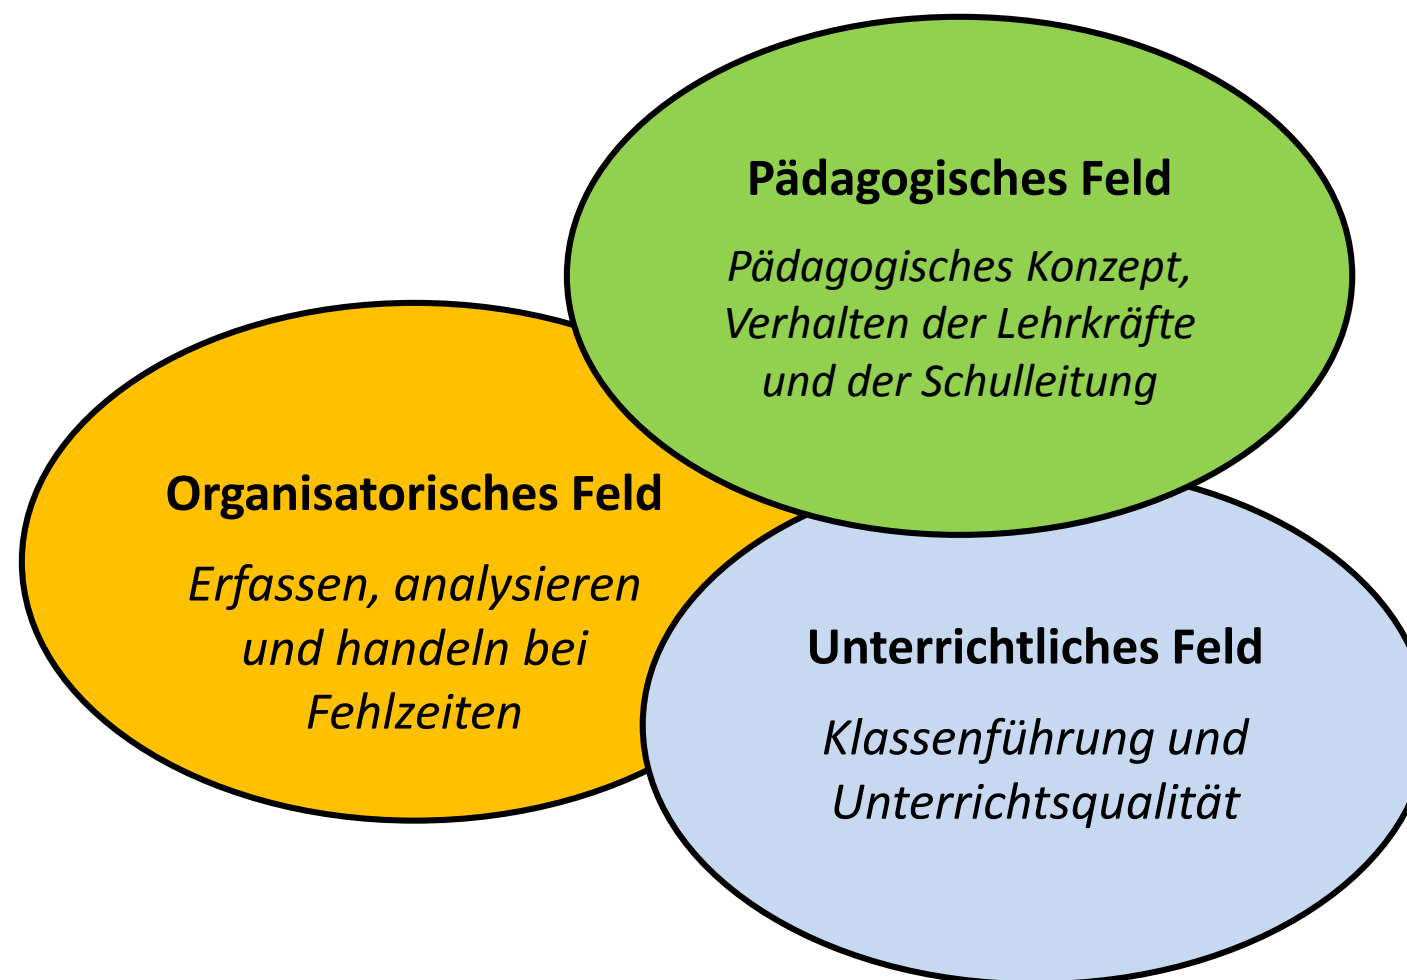 Pädagogisches Feld
Pädagogisches Konzept,
Verhalten der Lehrkräfte
und der Schulleitung
Organisatorisches Feld
Erfassen, analysieren
und handeln bei
Fehlzeiten
Unterrichtliches Feld
Klassenführung und
Unterrichtsqualität